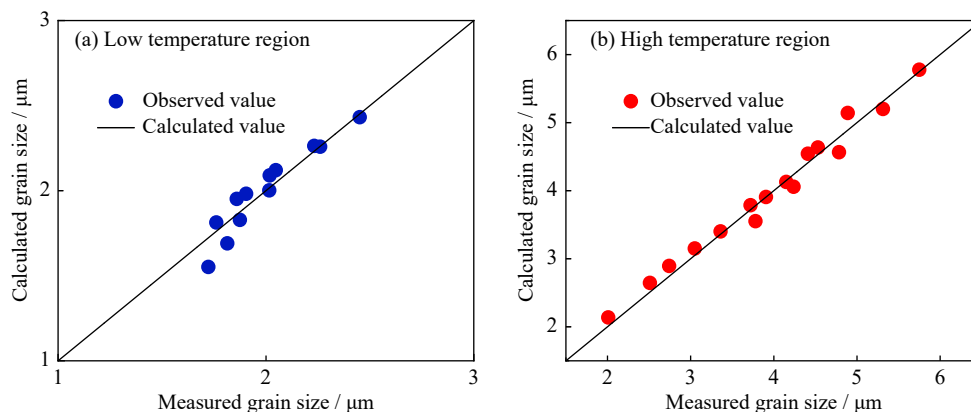 (a) Low temperature region
Observed value
Calculated value
3
2
1
1
2
3
Calculated grain size / μm
Measured grain size / μm
(b) High temperature region
Observed value
Calculated value
6
5
4
3
2
2
3
4
5
6
Calculated grain size / μm
Measured grain size / μm